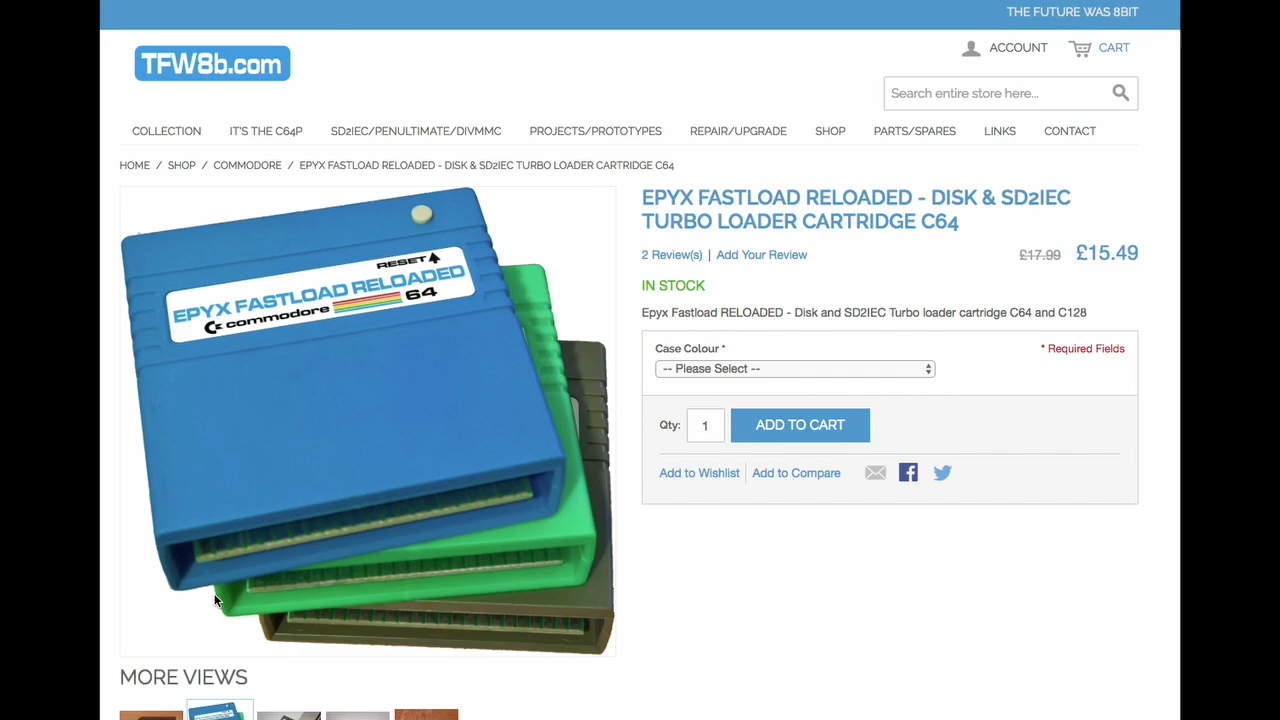 THE FUTURE WAS 8BIT
TFW8b.com
ACCOUNT
CART
Search entire store here...
COLLECTION
IT'S THE C64P
SD2IEC/PENULTIMATE/DIVMMC
PROJECTS/PROTOTYPES
REPAIR/UPGRADE
SHOP
PARTS/SPARES
LINKS
CONTACT
HOME / SHOP / COMMODORE / EPYX FASTLOAD RELOADED - DISK & SD2IEC TURBO LOADER CARTRIDGE C64
RESET
EPYX FASTLOAD RELOADED
commodore 64
EPYX FASTLOAD RELOADED - DISK & SD2IEC
TURBO LOADER CARTRIDGE C64
2 Review(s) | Add Your Review
£17.99 £15.49
IN STOCK
Epyx Fastload RELOADED - Disk and SD2IEC Turbo loader cartridge C64 and C128
Case Colour *
* Required Fields
-- Please Select --
Qty: 1 ADD TO CART
Add to Wishlist | Add to Compare
MORE VIEWS